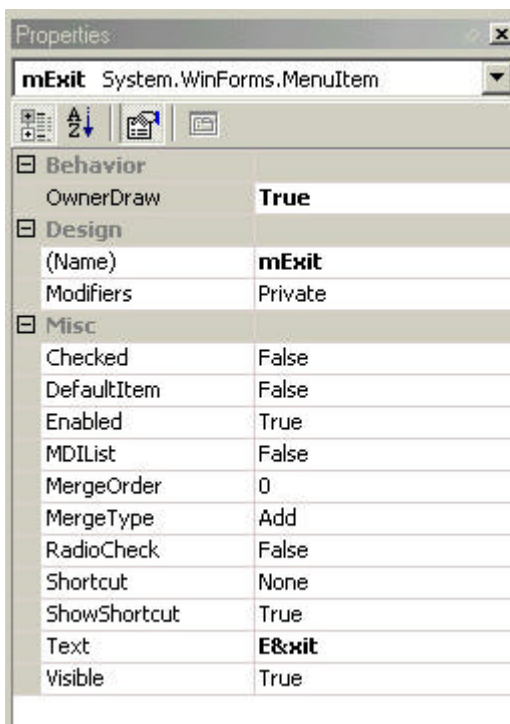 Properties
mExit System.WinForms.MenuItem
Behavior
OwnerDraw True
Design
(Name) mExit
Modifiers Private
Misc
Checked False
DefaultItem False
Enabled True
MDIList False
MergeOrder 0
MergeType Add
RadioCheck False
Shortcut None
ShowShortcut True
Text E&xit
Visible True